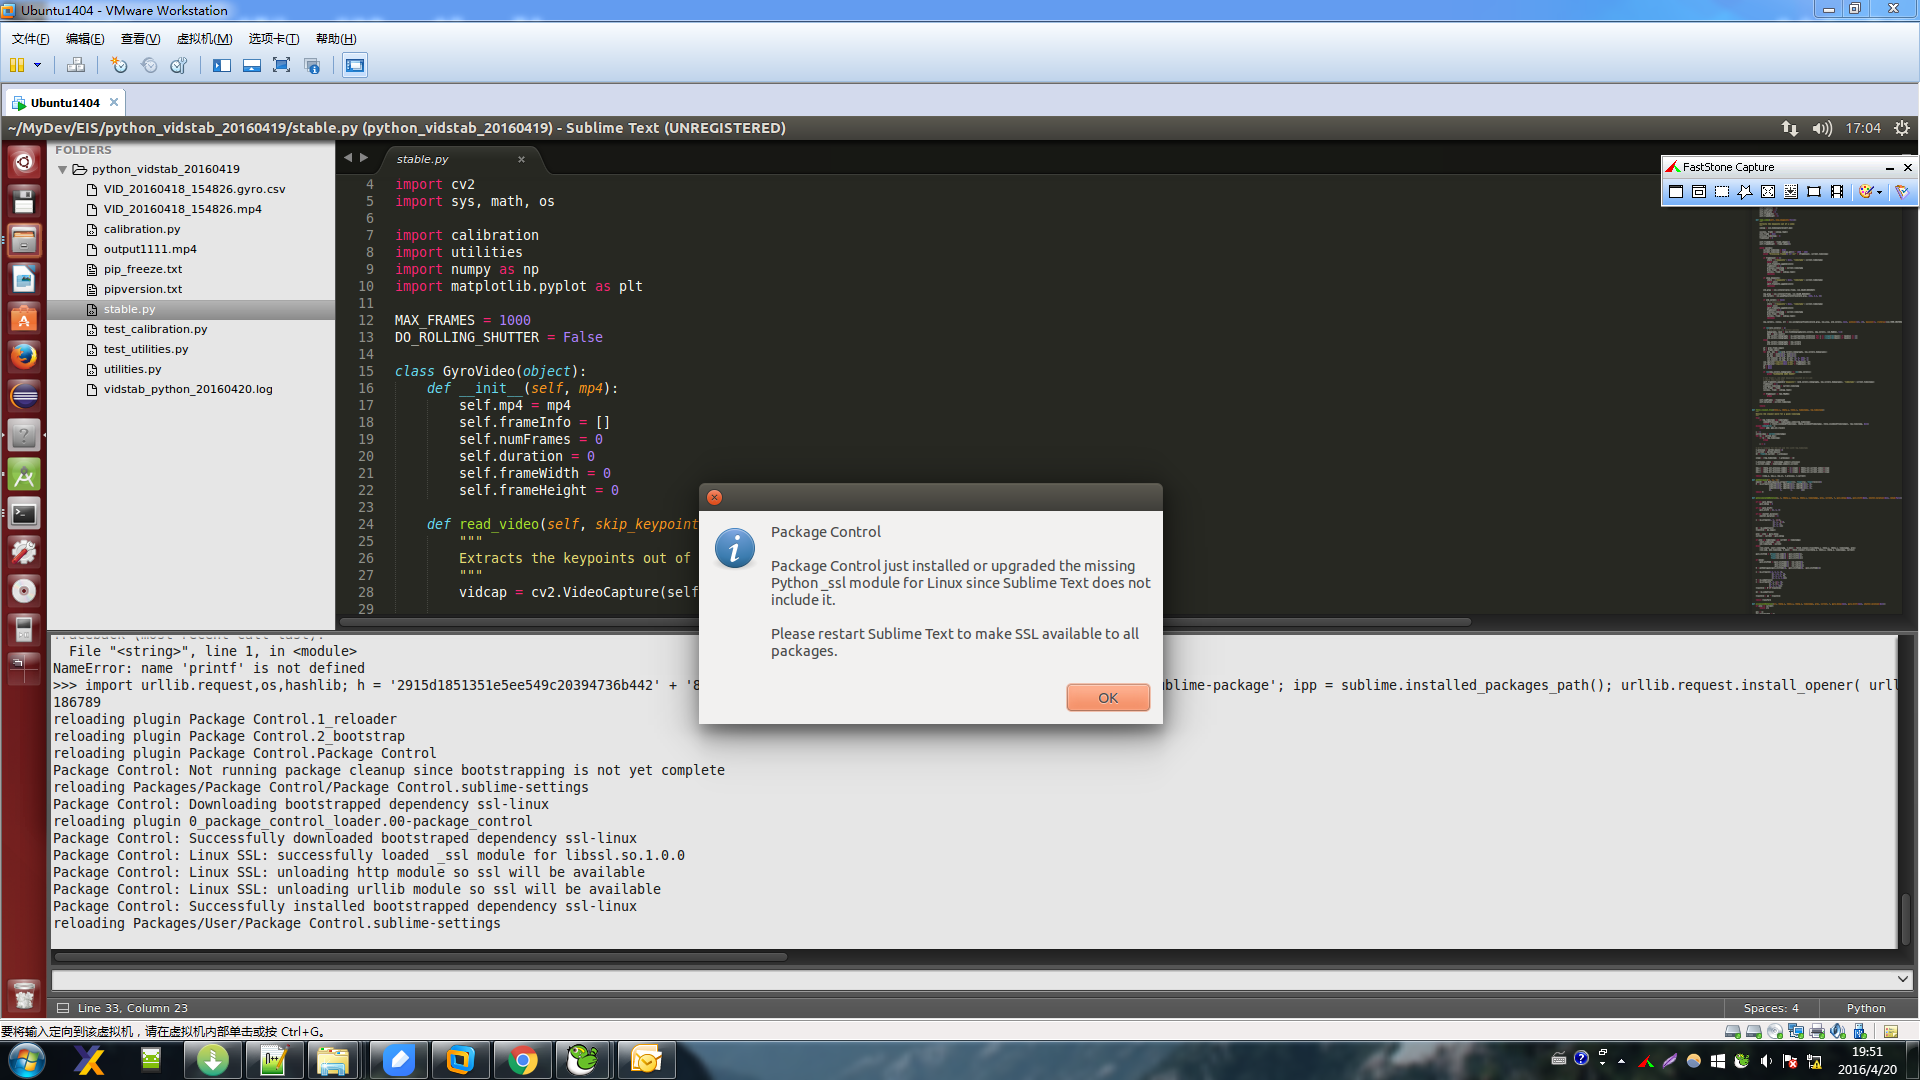 Ubuntu1404 - VMware Workstation
文件(F) 编辑(E) 查看(V) 虚拟机(M) 选项卡(T) 帮助(H)
Ubuntu1404
~/MyDev/EIS/python_vidstab_20160419/stable.py (python_vidstab_20160419) - Sublime Text (UNREGISTERED)
17:04
FOLDERS
python_vidstab_20160419
VID_20160418_154826.gyro.csv
VID_20160418_154826.mp4
calibration.py
output1111.mp4
pip_freeze.txt
pipversion.txt
stable.py
test_calibration.py
test_utilities.py
utilities.py
vidstab_python_20160420.log
stable.py
FastStone Capture
4 import cv2
5 import sys, math, os
6
7 import calibration
8 import utilities
9 import numpy as np
10 import matplotlib.pyplot as plt
11
12 MAX_FRAMES = 1000
13 DO_ROLLING_SHUTTER = False
14
15 class GyroVideo(object):
16 def __init__(self, mp4):
17 self.mp4 = mp4
18 self.frameInfo = []
19 self.numFrames = 0
20 self.duration = 0
21 self.frameWidth = 0
22 self.frameHeight = 0
23
24 def read_video(self, skip_keypoint
25 """
26 Extracts the keypoints out of
27 """
28 vidcap = cv2.VideoCapture(self
29
Package Control
Package Control just installed or upgraded the missing
Python _ssl module for Linux since Sublime Text does not
include it.
Please restart Sublime Text to make SSL available to all
packages.
OK
Traceback (most recent call last):
File "<string>", line 1, in <module>
NameError: name 'printf' is not defined
>>> import urllib.request,os,hashlib; h = '2915d1851351e5ee549c20394736b442' + '8 blime-package'; ipp = sublime.installed_packages_path(); urllib.request.install_opener( url
186789
reloading plugin Package Control.1_reloader
reloading plugin Package Control.2_bootstrap
reloading plugin Package Control.Package Control
Package Control: Not running package cleanup since bootstrapping is not yet complete
reloading Packages/Package Control/Package Control.sublime-settings
Package Control: Downloading bootstrapped dependency ssl-linux
reloading plugin 0_package_control_loader.00-package_control
Package Control: Successfully downloaded bootstraped dependency ssl-linux
Package Control: Linux SSL: successfully loaded _ssl module for libssl.so.1.0.0
Package Control: Linux SSL: unloading http module so ssl will be available
Package Control: Linux SSL: unloading urllib module so ssl will be available
Package Control: Successfully installed bootstrapped dependency ssl-linux
reloading Packages/User/Package Control.sublime-settings
Line 33, Column 23
Spaces: 4
Python
要将输入定向到该虚拟机，请在虚拟机内部单击或按 Ctrl+G。
19:51
2016/4/20